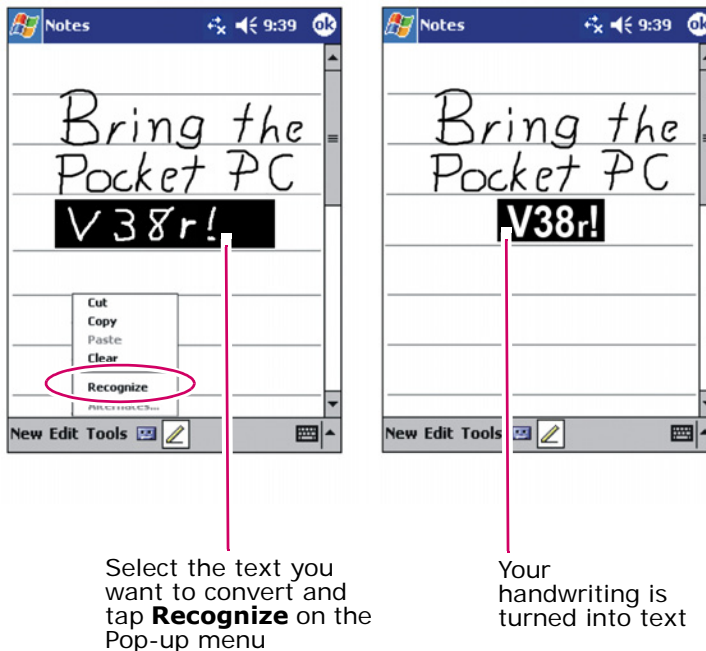 Notes 9:39 ok
Bring the
Pocket PC
V38r!
Cut
Copy
Paste
Clear
Recognize
Alternates...
New Edit Tools
Notes 9:39 ok
Bring the
Pocket PC
V38r!
New Edit Tools
Select the text you
want to convert and
tap Recognize on the
Pop-up menu
Your
handwriting is
turned into text